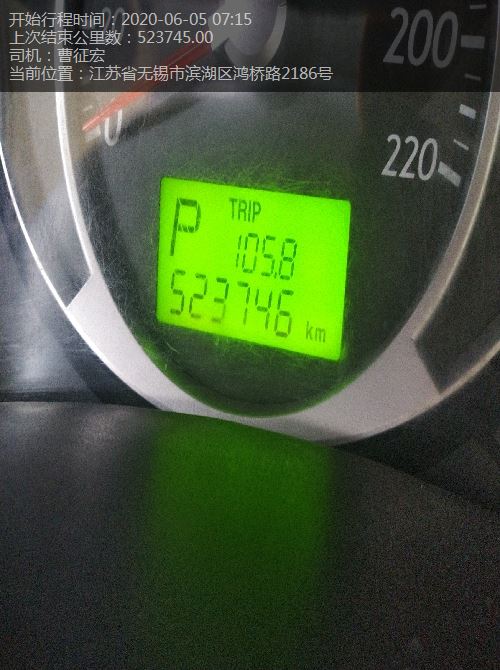 开始行程时间：2020-06-05 07:15
上次结束公里数：523745.00
司机：曹征宏
当前位置：江苏省无锡市滨湖区鸿桥路2186号
200
0
220
P TRIP
105.8
523746 km